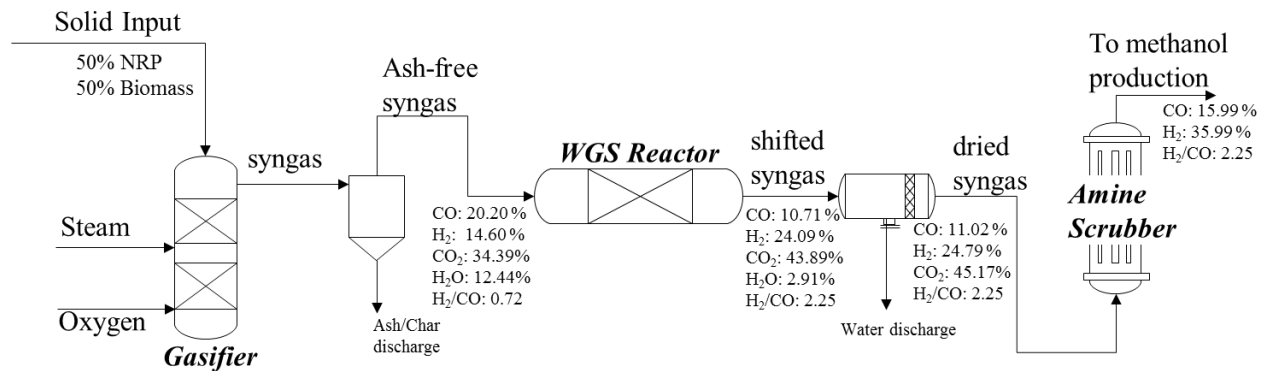 Solid Input
50% NRP
50% Biomass
Steam
Oxygen
Gasifier
syngas
Ash-free
syngas
Ash/Char
discharge
CO: 20.20%
H₂: 14.60%
CO₂: 34.39%
H₂O: 12.44%
H₂/CO: 0.72
WGS Reactor
shifted
syngas
CO: 10.71%
H₂: 24.09%
CO₂: 43.89%
H₂O: 2.91%
H₂/CO: 2.25
Water discharge
dried
syngas
CO: 11.02%
H₂: 24.79%
CO₂: 45.17%
H₂/CO: 2.25
Amine
Scrubber
To methanol
production
CO: 15.99%
H₂: 35.99%
H₂/CO: 2.25